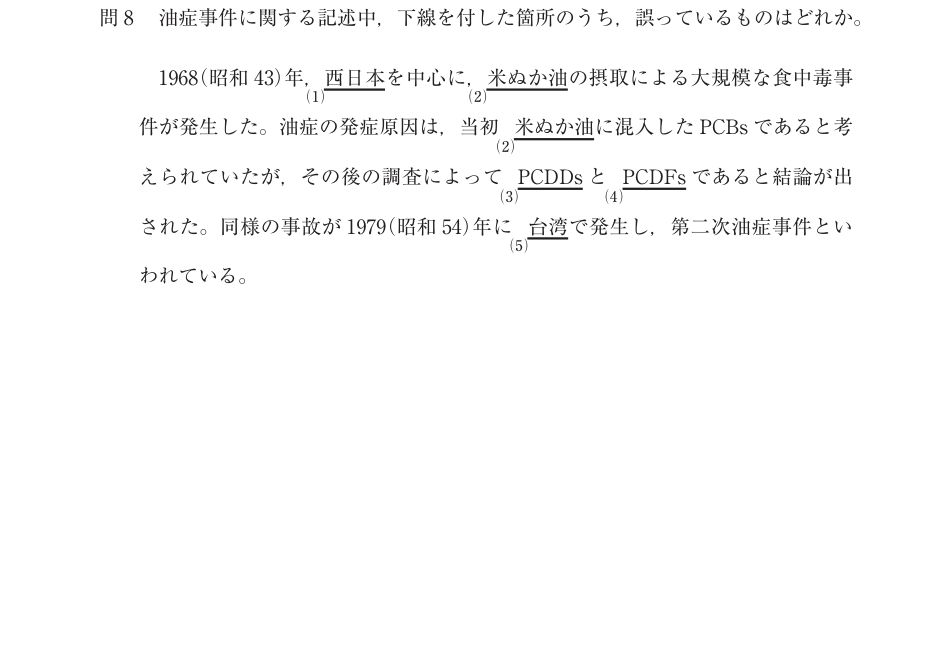 問8　油症事件に関する記述中，下線を付した箇所のうち，誤っているものはどれか。
1968（昭和 43）年，(1)西日本を中心に，(2)米ぬか油の摂取による大規模な食中毒事
件が発生した。油症の発症原因は，当初 (2)米ぬか油に混入した PCBs であると考
えられていたが，その後の調査によって (3)PCDDs と (4)PCDFs であると結論が出
された。同様の事故が 1979（昭和 54）年に (5)台湾で発生し，第二次油症事件とい
われている。